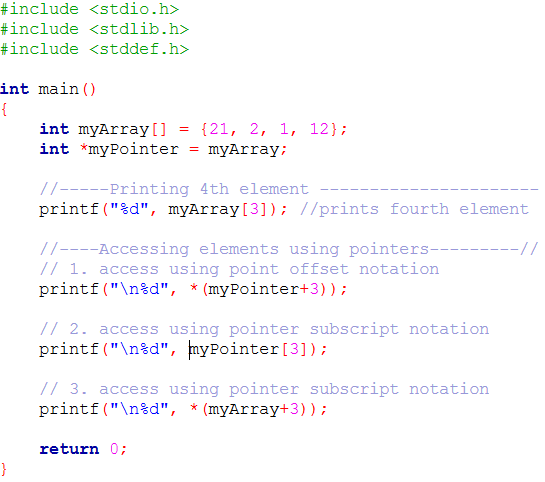 #include <stdio.h>
#include <stdlib.h>
#include <stddef.h>
int main()
{
int myArray[] = {21, 2, 1, 12};
int *myPointer = myArray;
//-----Printing 4th element ----------------------
printf("%d", myArray[3]); //prints fourth element
//----Accessing elements using pointers---------//
// 1. access using point offset notation
printf("\n%d", *(myPointer+3));
// 2. access using pointer subscript notation
printf("\n%d", myPointer[3]);
// 3. access using pointer subscript notation
printf("\n%d", *(myArray+3));
return 0;
}